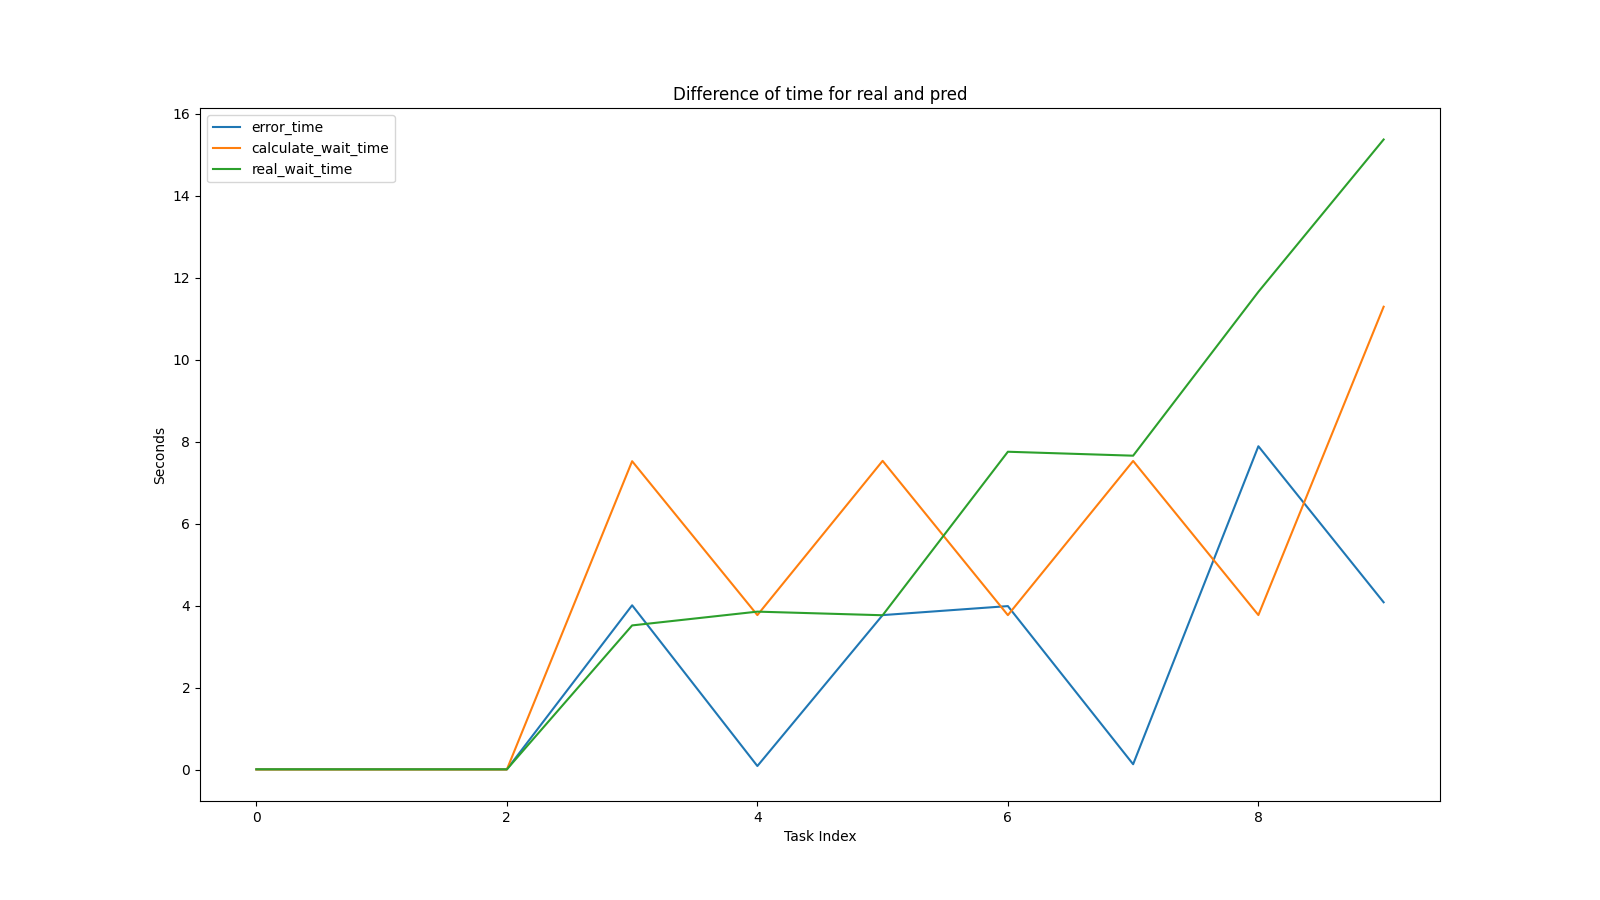 Difference of time for real and pred
error_time
calculate_wait_time
real_wait_time
16
14
12
10
8
6
4
2
0
Seconds
0 2 4 6 8
Task Index